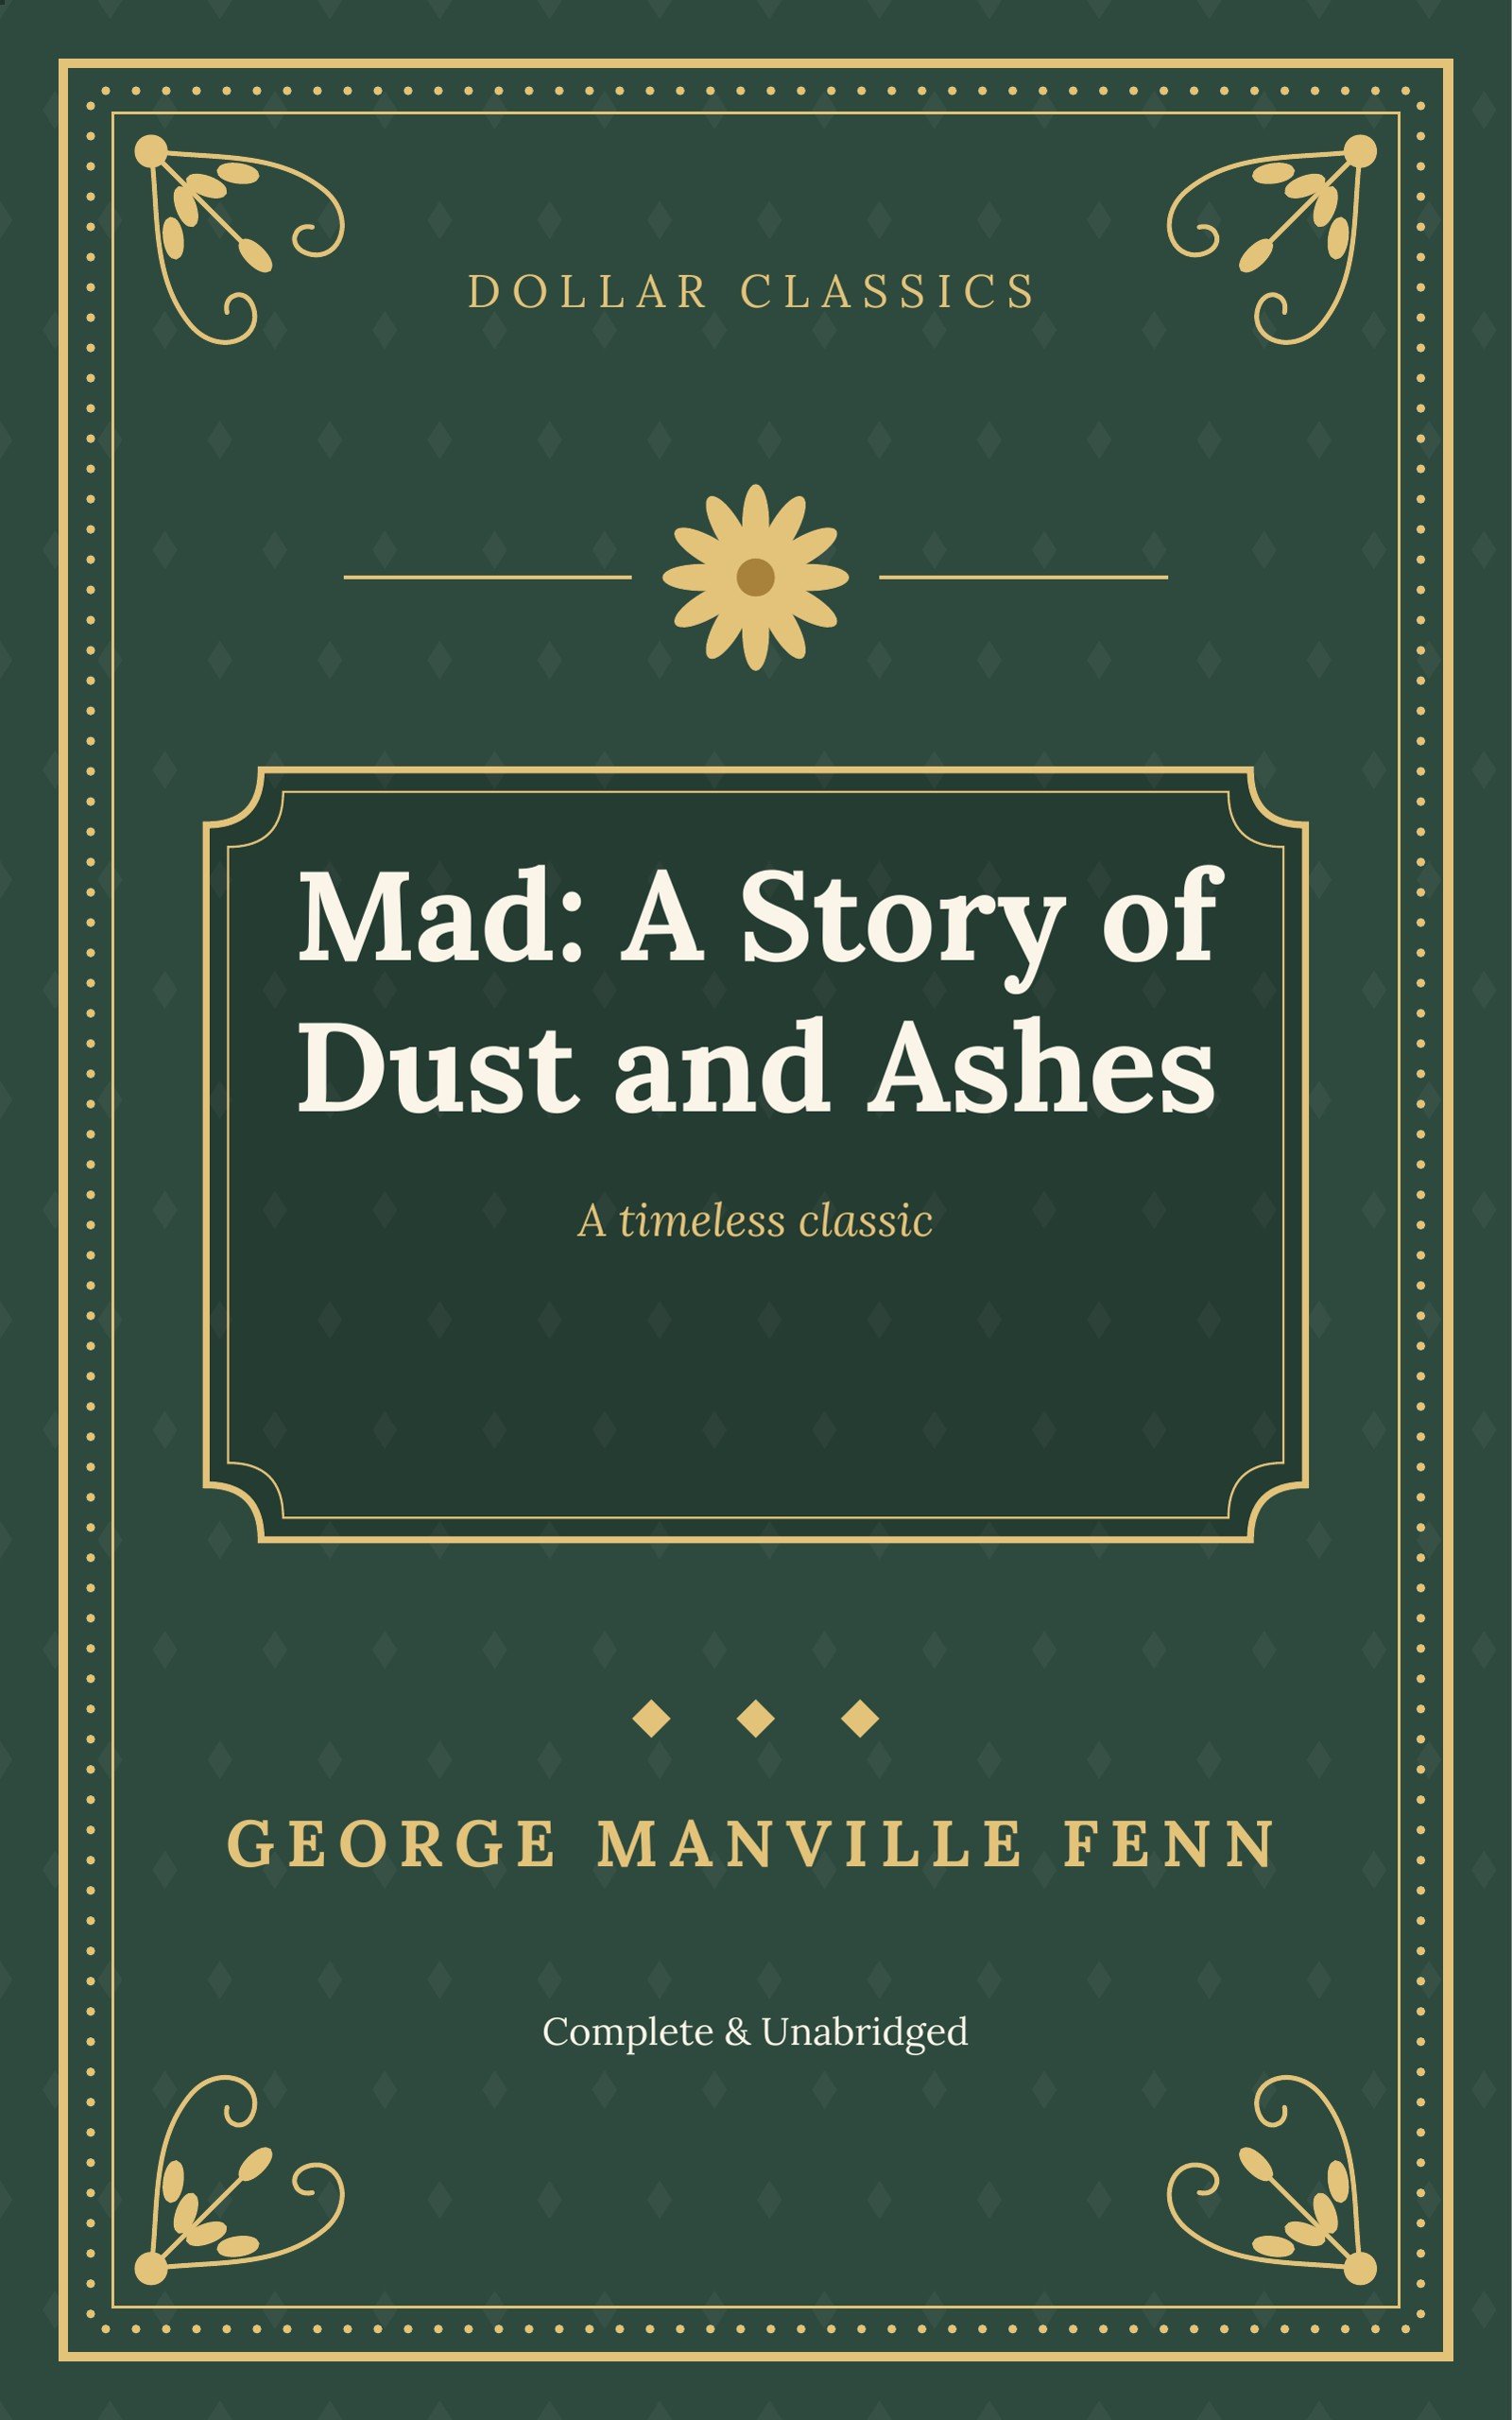 DOLLAR CLASSICS
Mad: A Story of
Dust and Ashes
A timeless classic
GEORGE MANVILLE FENN
Complete & Unabridged